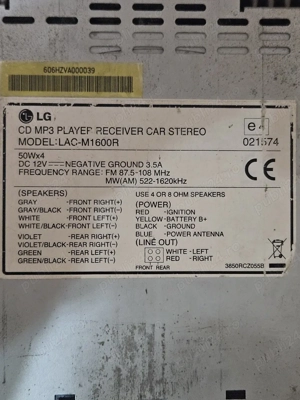 606HZVA000039
LG
CD MP3 PLAYER RECEIVER CAR STEREO
MODEL:LAC-M1600R
e4
021574
50Wx4
DC 12V NEGATIVE GROUND 3.5A
FREQUENCY RANGE: FM 87.5-108 MHz
MW(AM) 522-1620kHz
CE
(SPEAKERS) USE 4 OR 8 OHM SPEAKERS
GRAY -FRONT RIGHT(+)
GRAY/BLACK -FRONT RIGHT(-)
WHITE -FRONT LEFT(+)
WHITE/BLACK -FRONT LEFT(-)
VIOLET -REAR RIGHT(+)
VIOLET/BLACK -REAR RIGHT(-)
GREEN -REAR LEFT(+)
GREEN/BLACK -REAR LEFT(-)
(POWER)
RED -IGNITION
YELLOW -BATTERY B+
BLACK -GROUND
BLUE -POWER ANTENNA
(LINE OUT)
WHITE -LEFT
RED -RIGHT
FRONT REAR
3850RCZ055B